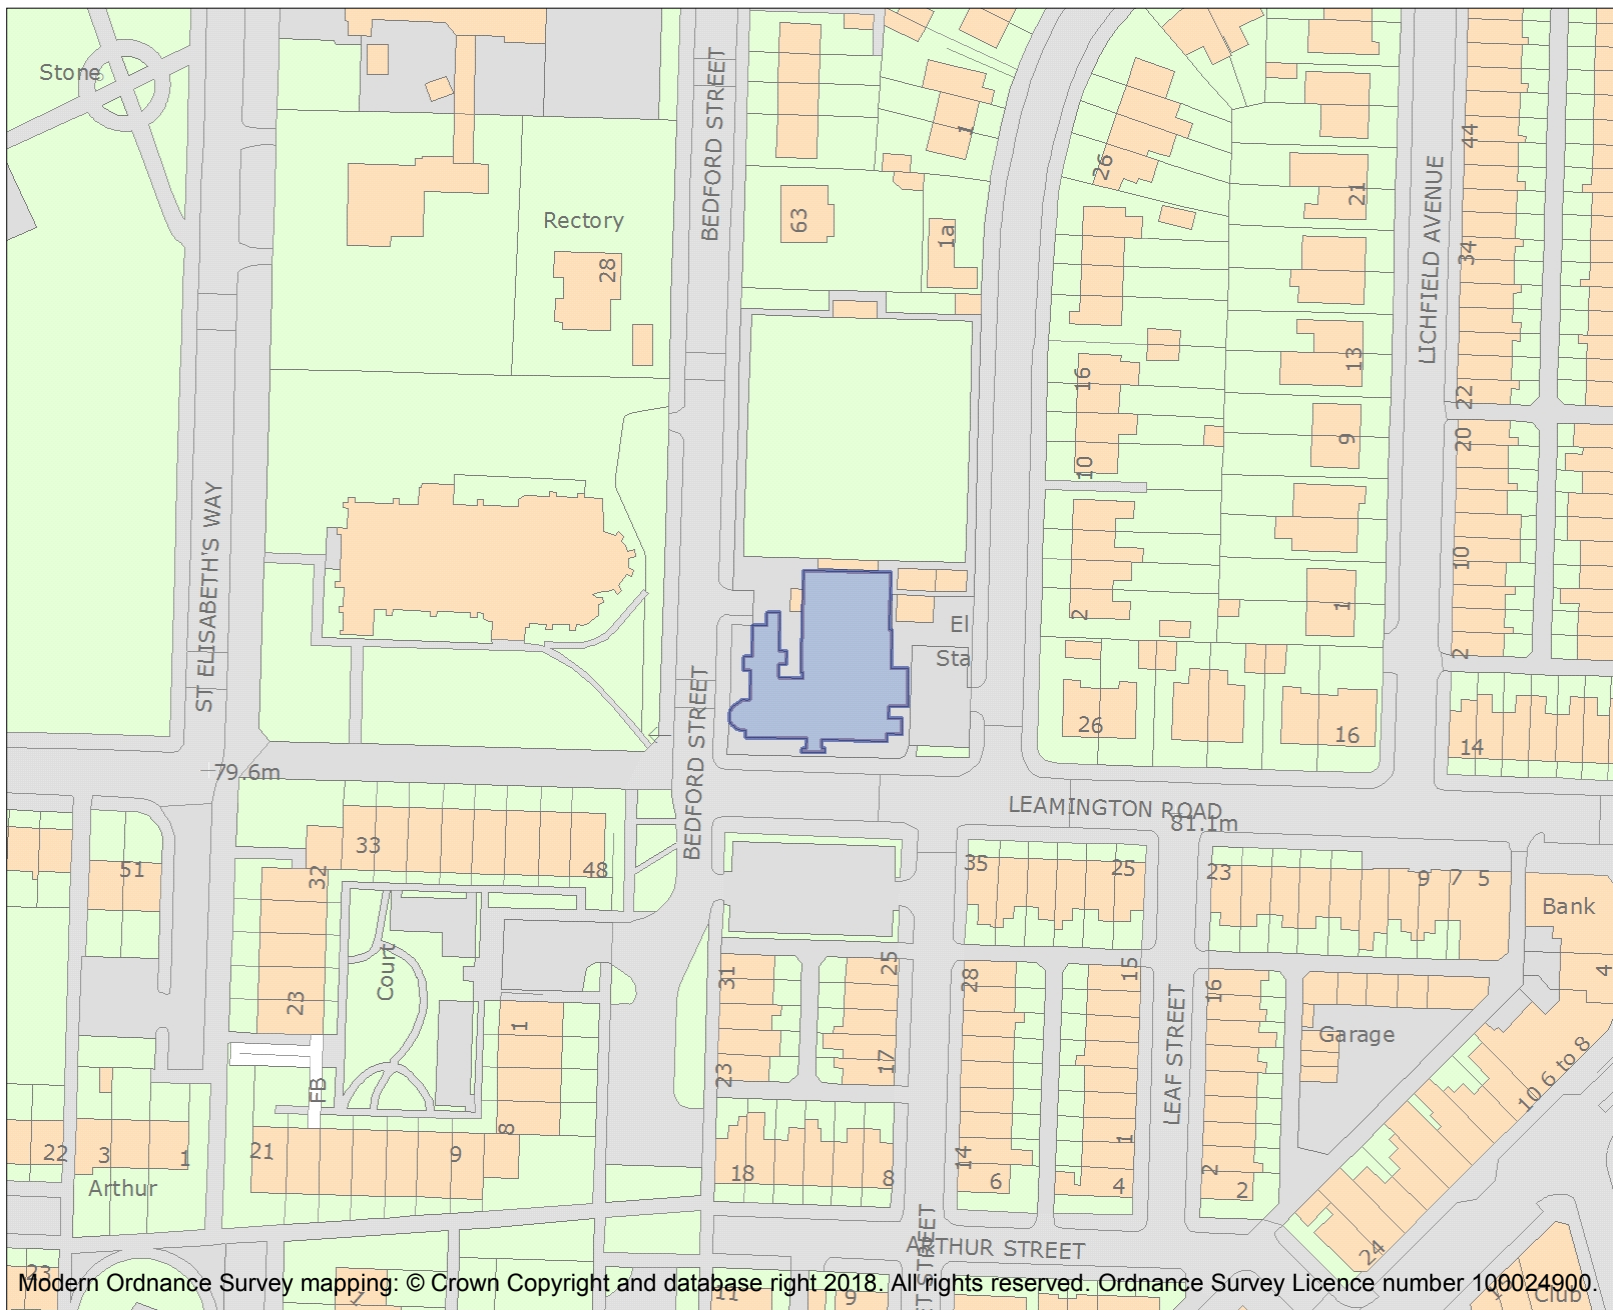 Stone
BEDFORD STREET
1
26
44
21
LICHFIELD AVENUE
Rectory
63
1a
34
28
13
16
22
20
9
10
ST ELISABETH'S WAY
10
2
1
El
Sta
2
BEDFORD STREET
26
16
14
79.6m
LEAMINGTON ROAD
81.1m
33
48
32
51
35
25
23
9
7
5
Bank
Court
31
25
28
15
16
4
23
1
Garage
LEAF STREET
23
17
10
6 to 8
FB
8
1
22
3
1
21
9
18
8
14
6
4
2
2
Arthur
ARTHUR STREET
24
23
1
11
9
Club
Modern Ordnance Survey mapping: © Crown Copyright and database right 2018. All rights reserved. Ordnance Survey Licence number 100024900.